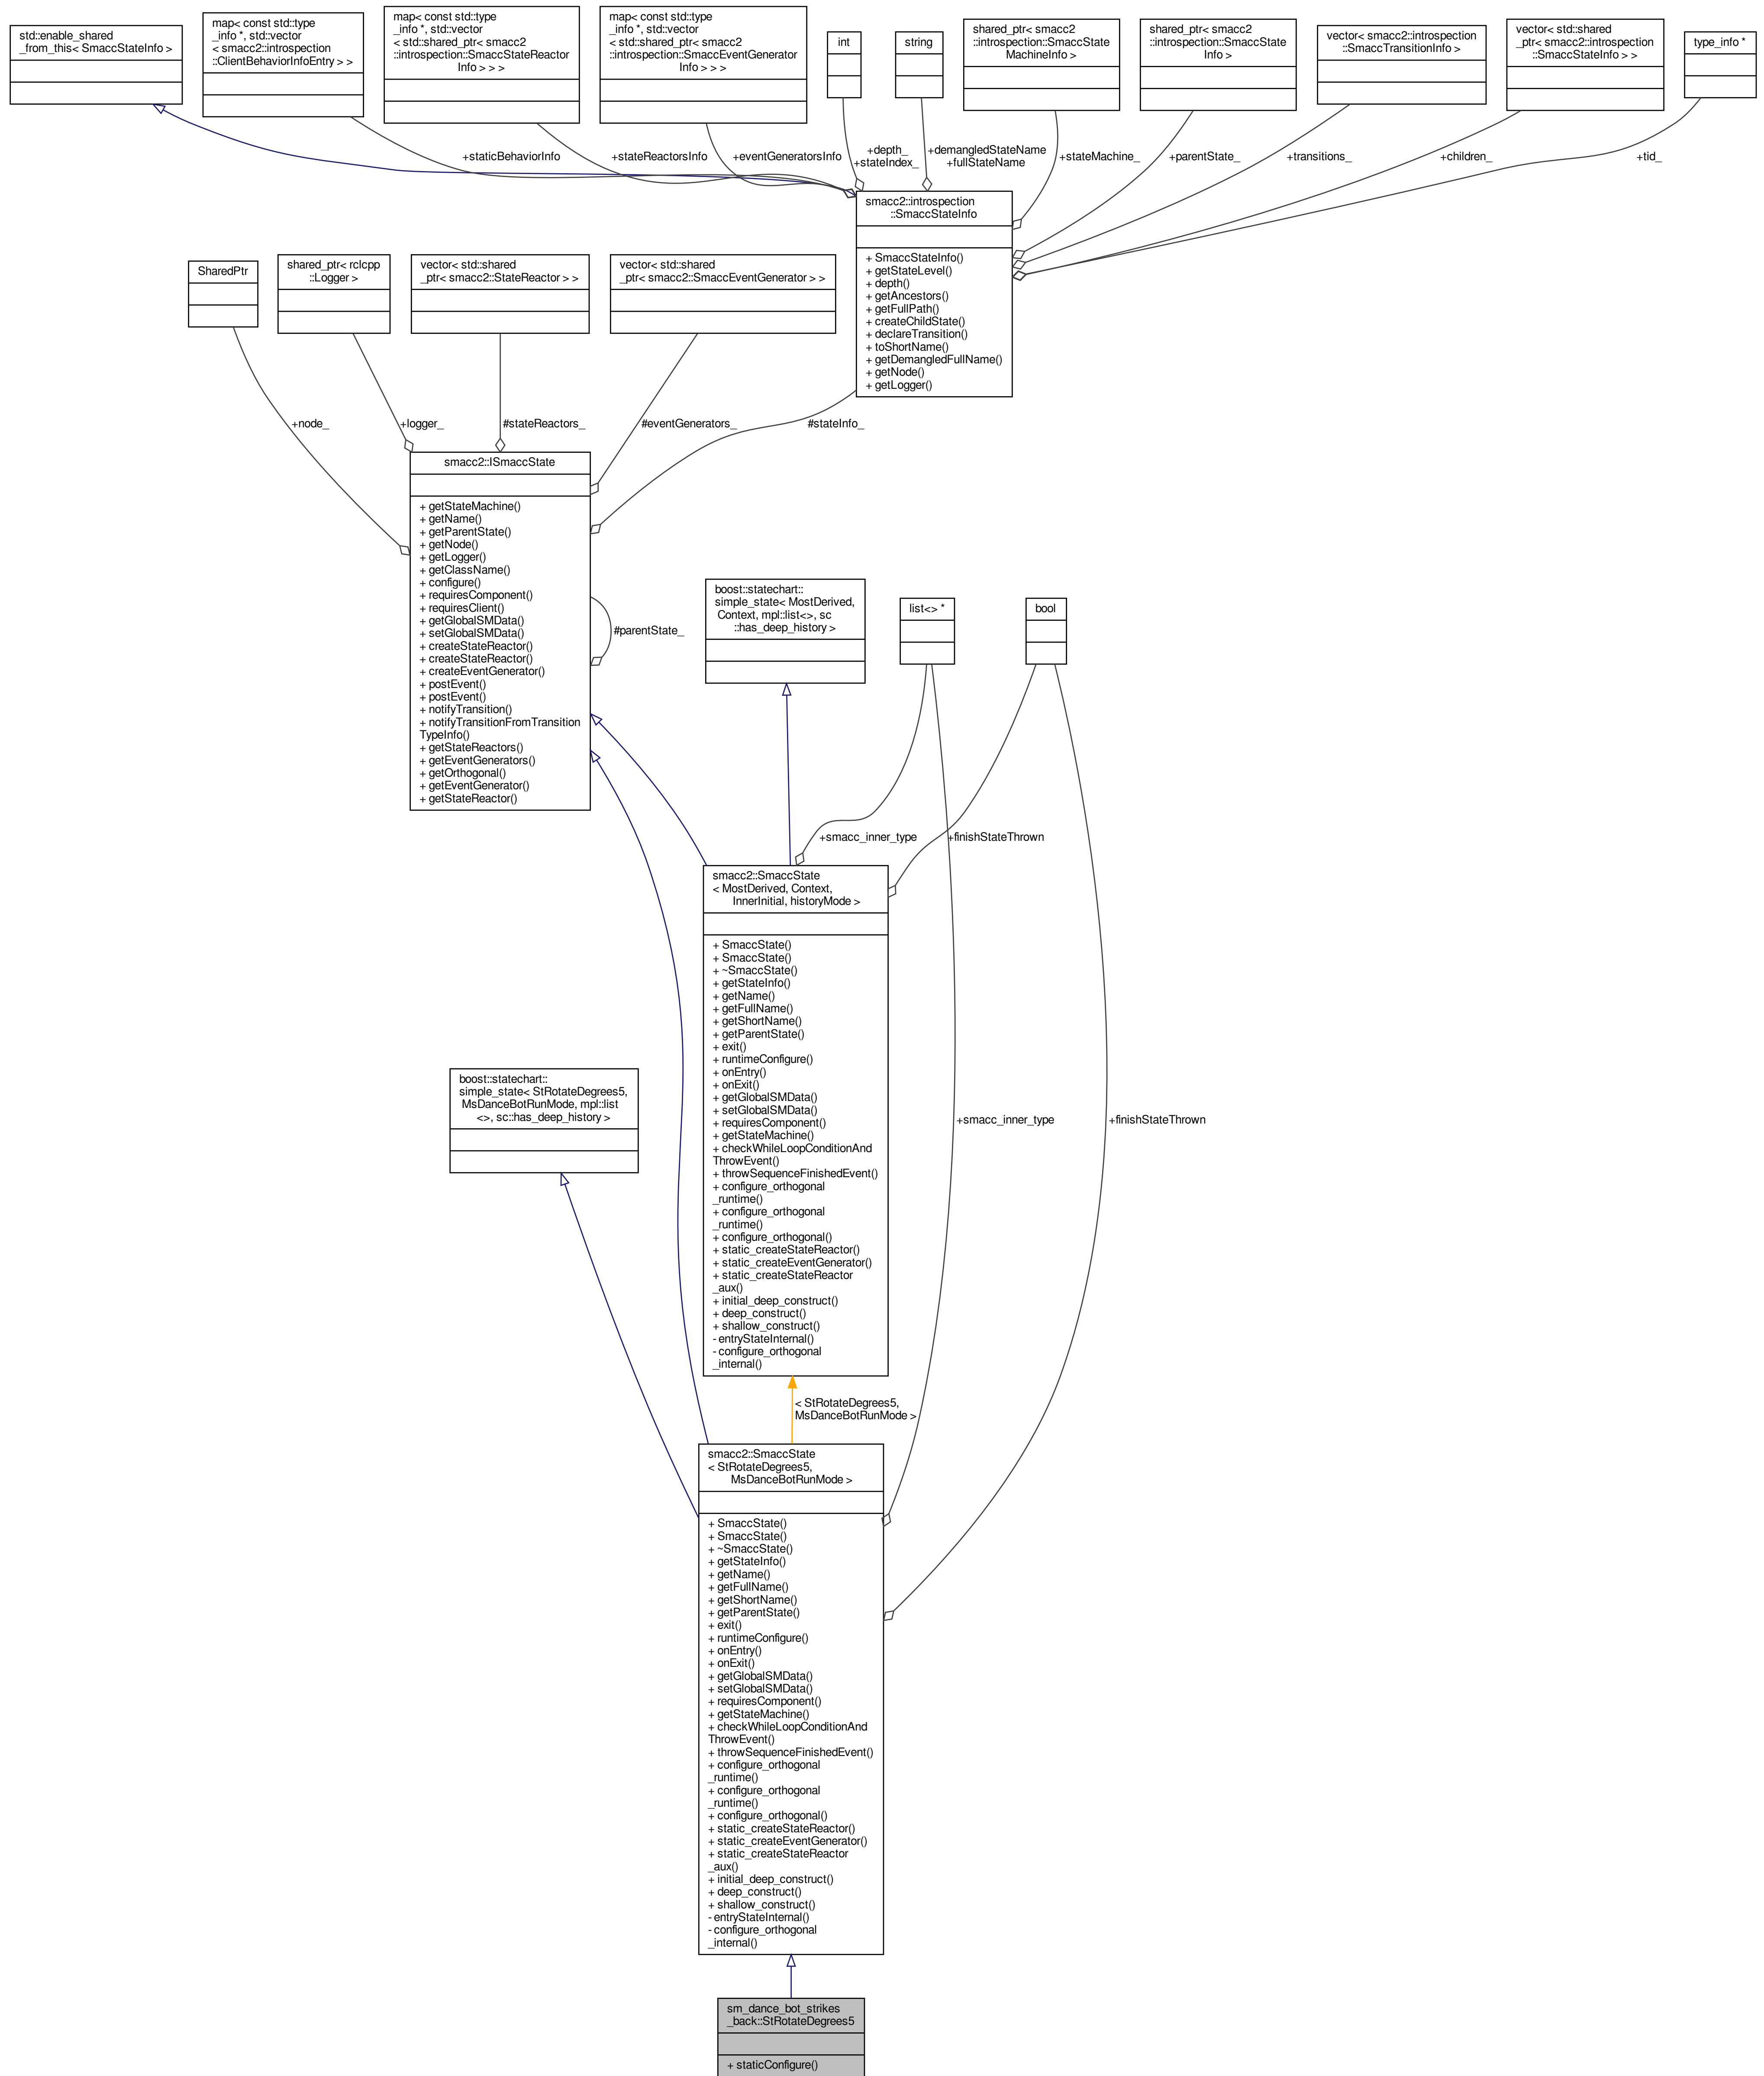 std::enable_shared
_from_this< SmaccStateInfo >
map< const std::type
_info *, std::vector
< smacc2::introspection
::ClientBehaviorInfoEntry > >
map< const std::type
_info *, std::vector
< std::shared_ptr< smacc2
::introspection::SmaccStateReactor
Info > > >
map< const std::type
_info *, std::vector
< std::shared_ptr< smacc2
::introspection::SmaccEventGenerator
Info > > >
int
string
shared_ptr< smacc2
::introspection::SmaccState
MachineInfo >
shared_ptr< smacc2
::introspection::SmaccState
Info >
vector< smacc2::introspection
::SmaccTransitionInfo >
vector< std::shared
_ptr< smacc2::introspection
::SmaccStateInfo > >
type_info *
+staticBehaviorInfo
+stateReactorsInfo
+eventGeneratorsInfo
+depth_
+stateIndex_
+demangledStateName
+fullStateName
+stateMachine_
+parentState_
+transitions_
+children_
+tid_
smacc2::introspection
::SmaccStateInfo
+ SmaccStateInfo()
+ getStateLevel()
+ depth()
+ getAncestors()
+ getFullPath()
+ createChildState()
+ declareTransition()
+ toShortName()
+ getDemangledFullName()
+ getNode()
+ getLogger()
SharedPtr
shared_ptr< rclcpp
::Logger >
vector< std::shared
_ptr< smacc2::StateReactor > >
vector< std::shared
_ptr< smacc2::SmaccEventGenerator > >
+node_
+logger_
#stateReactors_
#eventGenerators_
#stateInfo_
smacc2::ISmaccState
+ getStateMachine()
+ getName()
+ getParentState()
+ getNode()
+ getLogger()
+ getClassName()
+ configure()
+ requiresComponent()
+ requiresClient()
+ getGlobalSMData()
+ setGlobalSMData()
+ createStateReactor()
+ createStateReactor()
+ createEventGenerator()
+ postEvent()
+ postEvent()
+ notifyTransition()
+ notifyTransitionFromTransition
TypeInfo()
+ getStateReactors()
+ getEventGenerators()
+ getOrthogonal()
+ getEventGenerator()
+ getStateReactor()
#parentState_
boost::statechart::
simple_state< MostDerived,
Context, mpl::list<>, sc
::has_deep_history >
list<> *
bool
+smacc_inner_type
+finishStateThrown
smacc2::SmaccState
< MostDerived, Context,
InnerInitial, historyMode >
+ SmaccState()
+ SmaccState()
+ ~SmaccState()
+ getStateInfo()
+ getName()
+ getFullName()
+ getShortName()
+ getParentState()
+ exit()
+ runtimeConfigure()
+ onEntry()
+ onExit()
+ getGlobalSMData()
+ setGlobalSMData()
+ requiresComponent()
+ getStateMachine()
+ checkWhileLoopConditionAnd
ThrowEvent()
+ throwSequenceFinishedEvent()
+ configure_orthogonal
_runtime()
+ configure_orthogonal
_runtime()
+ configure_orthogonal()
+ static_createStateReactor()
+ static_createEventGenerator()
+ static_createStateReactor
_aux()
+ initial_deep_construct()
+ deep_construct()
+ shallow_construct()
- entryStateInternal()
- configure_orthogonal
_internal()
boost::statechart::
simple_state< StRotateDegrees5,
MsDanceBotRunMode, mpl::list
<>, sc::has_deep_history >
+smacc_inner_type
+finishStateThrown
< StRotateDegrees5,
MsDanceBotRunMode >
smacc2::SmaccState
< StRotateDegrees5,
MsDanceBotRunMode >
+ SmaccState()
+ SmaccState()
+ ~SmaccState()
+ getStateInfo()
+ getName()
+ getFullName()
+ getShortName()
+ getParentState()
+ exit()
+ runtimeConfigure()
+ onEntry()
+ onExit()
+ getGlobalSMData()
+ setGlobalSMData()
+ requiresComponent()
+ getStateMachine()
+ checkWhileLoopConditionAnd
ThrowEvent()
+ throwSequenceFinishedEvent()
+ configure_orthogonal
_runtime()
+ configure_orthogonal
_runtime()
+ configure_orthogonal()
+ static_createStateReactor()
+ static_createEventGenerator()
+ static_createStateReactor
_aux()
+ initial_deep_construct()
+ deep_construct()
+ shallow_construct()
- entryStateInternal()
- configure_orthogonal
_internal()
sm_dance_bot_strikes
_back::StRotateDegrees5
+ staticConfigure()